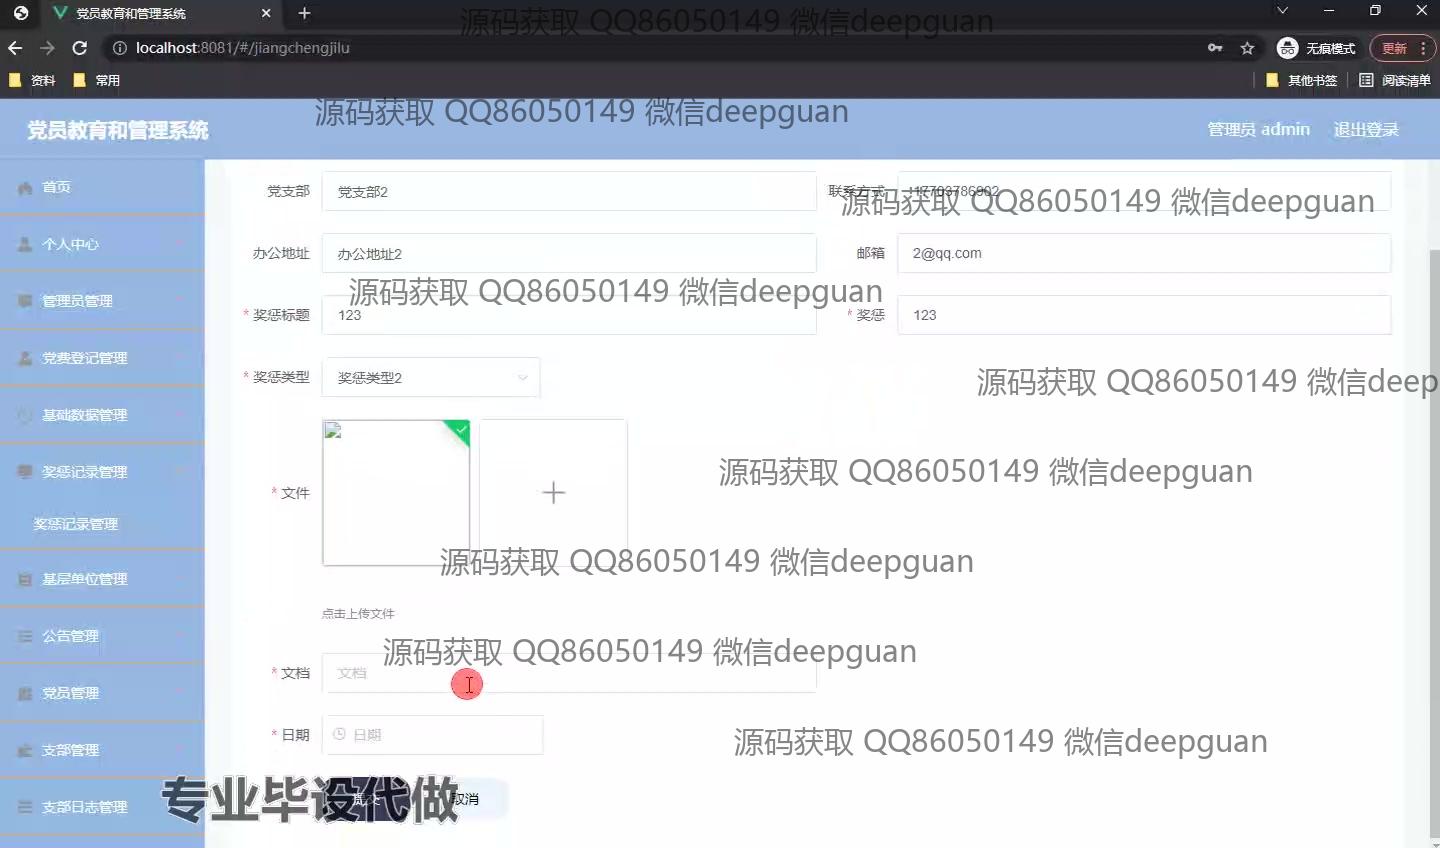 党员教育和管理系统
源码获取 QQ86050149 微信deepguan
localhost:8081/#/jiangchengjilu
无痕模式
更新
资料
常用
其他书签
阅读清单
源码获取 QQ86050149 微信deepguan
党员教育和管理系统
管理员 admin
退出登录
首页
党支部
党支部2
联系方式
17703786902
源码获取 QQ86050149 微信deepguan
个人中心
办公地址
办公地址2
邮箱
2@qq.com
管理员管理
源码获取 QQ86050149 微信deepguan
* 奖惩标题
123
* 奖惩
123
党费登记管理
* 奖惩类型
奖惩类型2
源码获取 QQ86050149 微信deep
基础数据管理
奖惩记录管理
源码获取 QQ86050149 微信deepguan
* 文件
奖惩记录管理
源码获取 QQ86050149 微信deepguan
基层单位管理
点击上传文件
公告管理
源码获取 QQ86050149 微信deepguan
* 文档
文档
党员管理
* 日期
日期
源码获取 QQ86050149 微信deepguan
支部管理
支部日志管理
专业毕设代做
提交
取消